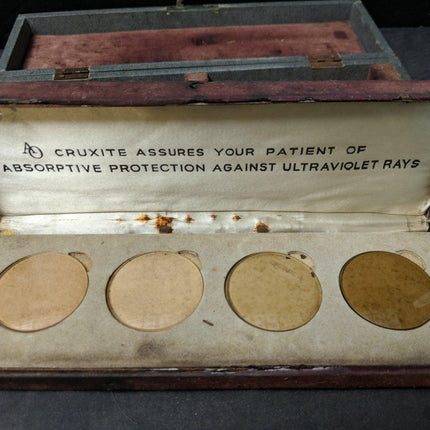 AO CRUXITE ASSURES YOUR PATIENT OF
ABSORPTIVE PROTECTION AGAINST ULTRAVIOLET RAYS